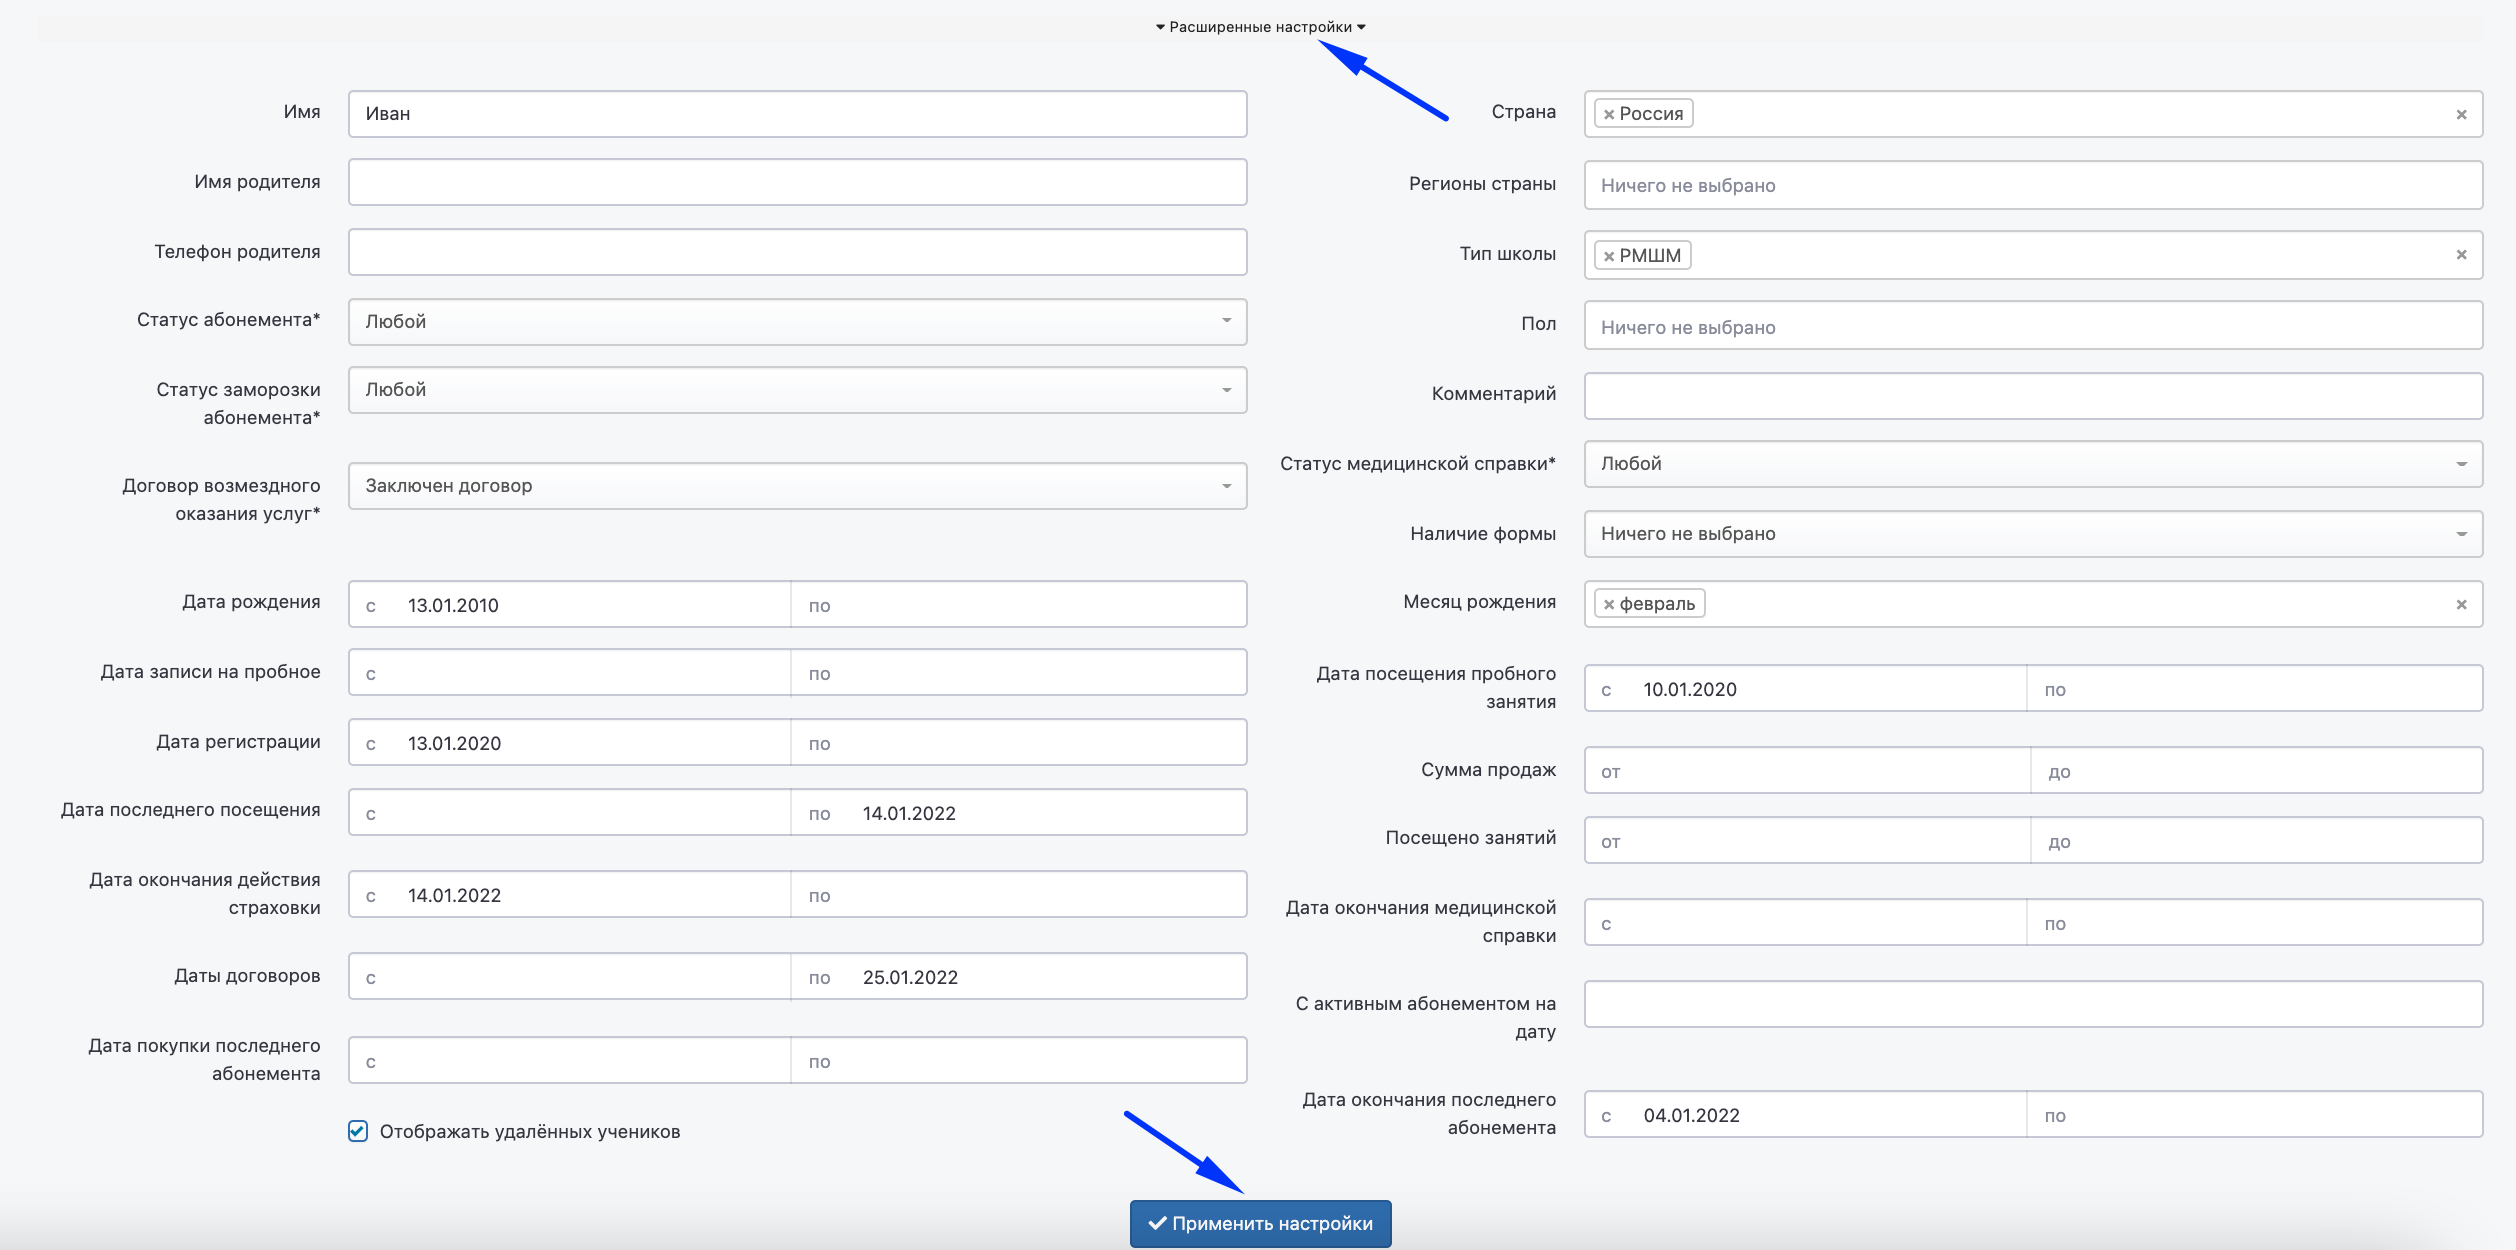 Расширенные настройки
Имя
Иван
Имя родителя
Телефон родителя
Статус абонемента*
Любой
Статус заморозки
абонемента*
Любой
Договор возмездного
оказания услуг*
Заключен договор
Дата рождения
с 13.01.2010 по
Дата записи на пробное
с по
Дата регистрации
с 13.01.2020 по
Дата последнего посещения
с по 14.01.2022
Дата окончания действия
страховки
с 14.01.2022 по
Даты договоров
с по 25.01.2022
Дата покупки последнего
абонемента
с по
Отображать удалённых учеников
Страна
× Россия ×
Регионы страны
Ничего не выбрано
Тип школы
× РМШМ ×
Пол
Ничего не выбрано
Комментарий
Статус медицинской справки*
Любой
Наличие формы
Ничего не выбрано
Месяц рождения
× февраль ×
Дата посещения пробного
занятия
с 10.01.2020 по
Сумма продаж
от до
Посещено занятий
от до
Дата окончания медицинской
справки
с по
С активным абонементом на
дату
Дата окончания последнего
абонемента
с 04.01.2022 по
Применить настройки